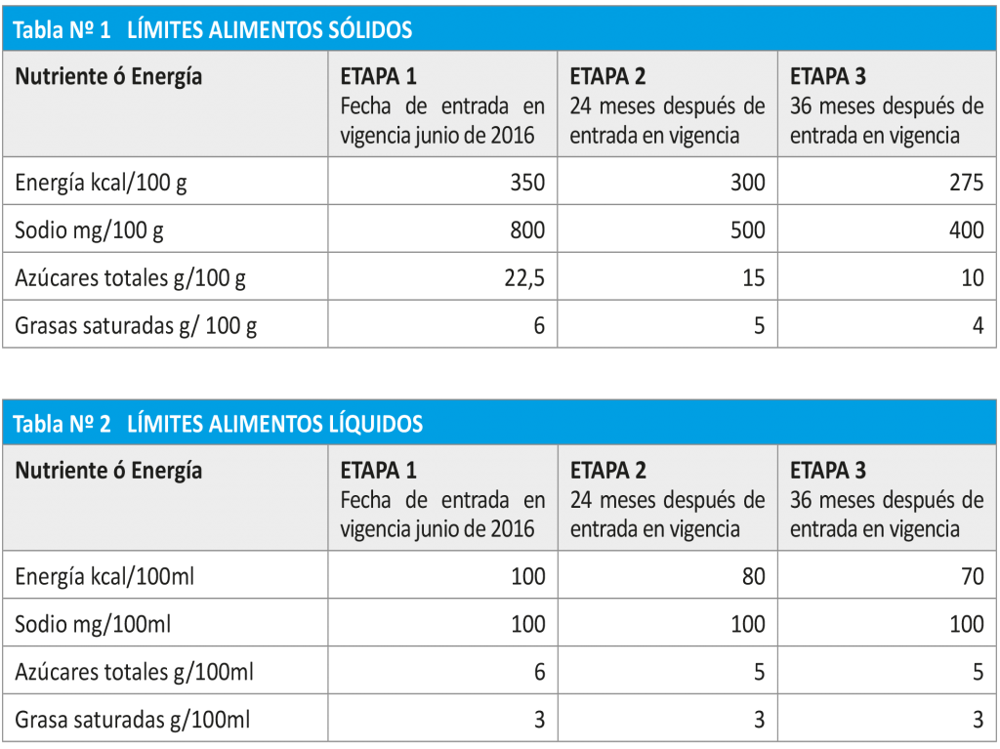 Tabla Nº 1 LÍMITES ALIMENTOS SÓLIDOS
Nutriente ó Energía
ETAPA 1
Fecha de entrada en
vigencia junio de 2016
ETAPA 2
24 meses después de
entrada en vigencia
ETAPA 3
36 meses después de
entrada en vigencia
Energía kcal/100 g 350 300 275
Sodio mg/100 g 800 500 400
Azúcares totales g/100 g 22,5 15 10
Grasas saturadas g/ 100 g 6 5 4
Tabla Nº 2 LÍMITES ALIMENTOS LÍQUIDOS
Nutriente ó Energía
ETAPA 1
Fecha de entrada en
vigencia junio de 2016
ETAPA 2
24 meses después de
entrada en vigencia
ETAPA 3
36 meses después de
entrada en vigencia
Energía kcal/100ml 100 80 70
Sodio mg/100ml 100 100 100
Azúcares totales g/100ml 6 5 5
Grasa saturadas g/100ml 3 3 3